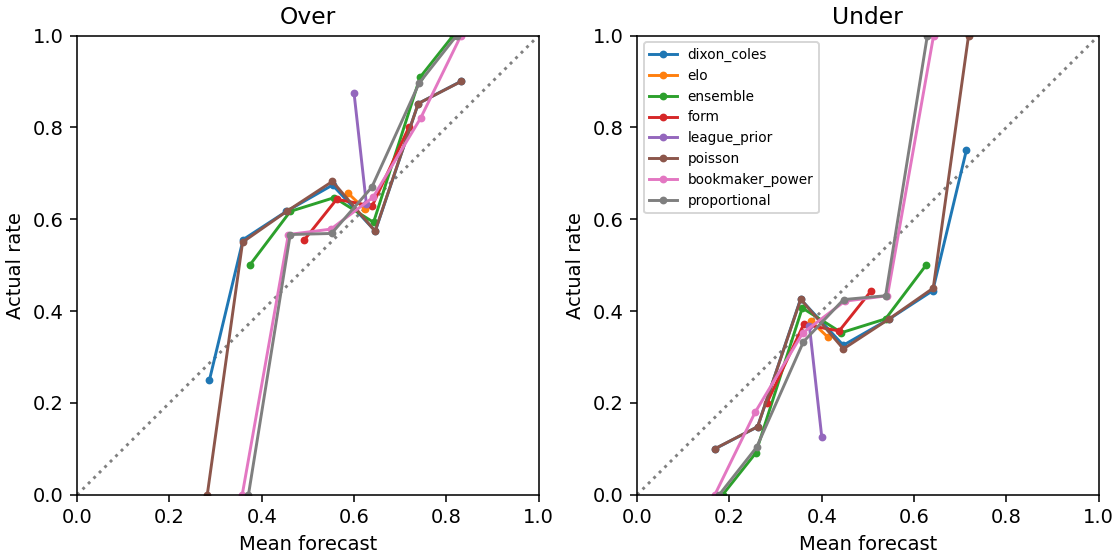 Over
Actual rate
1.0
0.8
0.6
0.4
0.2
0.0
0.0 0.2 0.4 0.6 0.8 1.0
Mean forecast
Under
Actual rate
1.0
0.8
0.6
0.4
0.2
0.0
dixon_coles
elo
ensemble
form
league_prior
poisson
bookmaker_power
proportional
0.0 0.2 0.4 0.6 0.8 1.0
Mean forecast